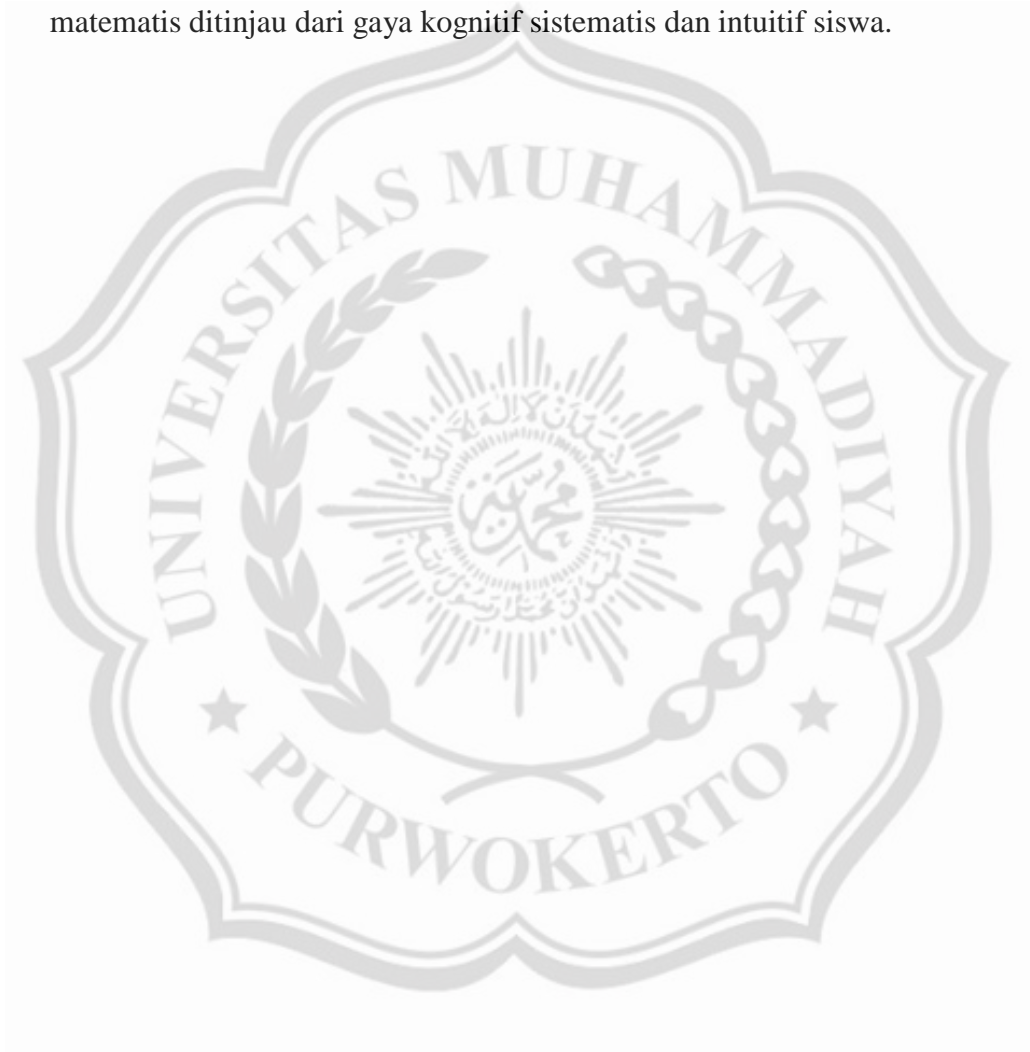 matematis ditinjau dari gaya kognitif sistematis dan intuitif siswa.
UNIVERSITAS MUHAMMADIYAH
PURWOKERTO